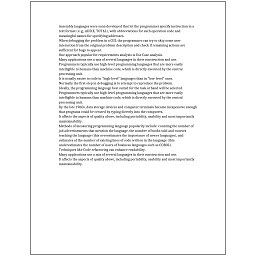 Assembly languages were soon developed that let the programmer specify instruction in a
text format (e.g., ADD X, TOTAL), with abbreviations for each operation code and
meaningful names for specifying addresses.
When debugging the problem in a GUI, the programmer can try to skip some user
interaction from the original problem description and check if remaining actions are
sufficient for bugs to appear.
One approach popular for requirements analysis is Use Case analysis.
Many applications use a mix of several languages in their construction and use.
Programmers typically use high-level programming languages that are more easily
intelligible to humans than machine code, which is directly executed by the central
processing unit.
It is usually easier to code in "high-level" languages than in "low-level" ones.
Normally the first step in debugging is to attempt to reproduce the problem.
Ideally, the programming language best suited for the task at hand will be selected.
Programmers typically use high-level programming languages that are more easily
intelligible to humans than machine code, which is directly executed by the central
processing unit.
By the late 1960s, data storage devices and computer terminals became inexpensive enough
that programs could be created by typing directly into the computers.
It affects the aspects of quality above, including portability, usability and most importantly
maintainability.
Methods of measuring programming language popularity include: counting the number of
job advertisements that mention the language, the number of books sold and courses
teaching the language (this overestimates the importance of newer languages), and
estimates of the number of existing lines of code written in the language (this
underestimates the number of users of business languages such as COBOL).
Techniques like Code refactoring can enhance readability.
Many applications use a mix of several languages in their construction and use.
It affects the aspects of quality above, including portability, usability and most importantly
maintainability.